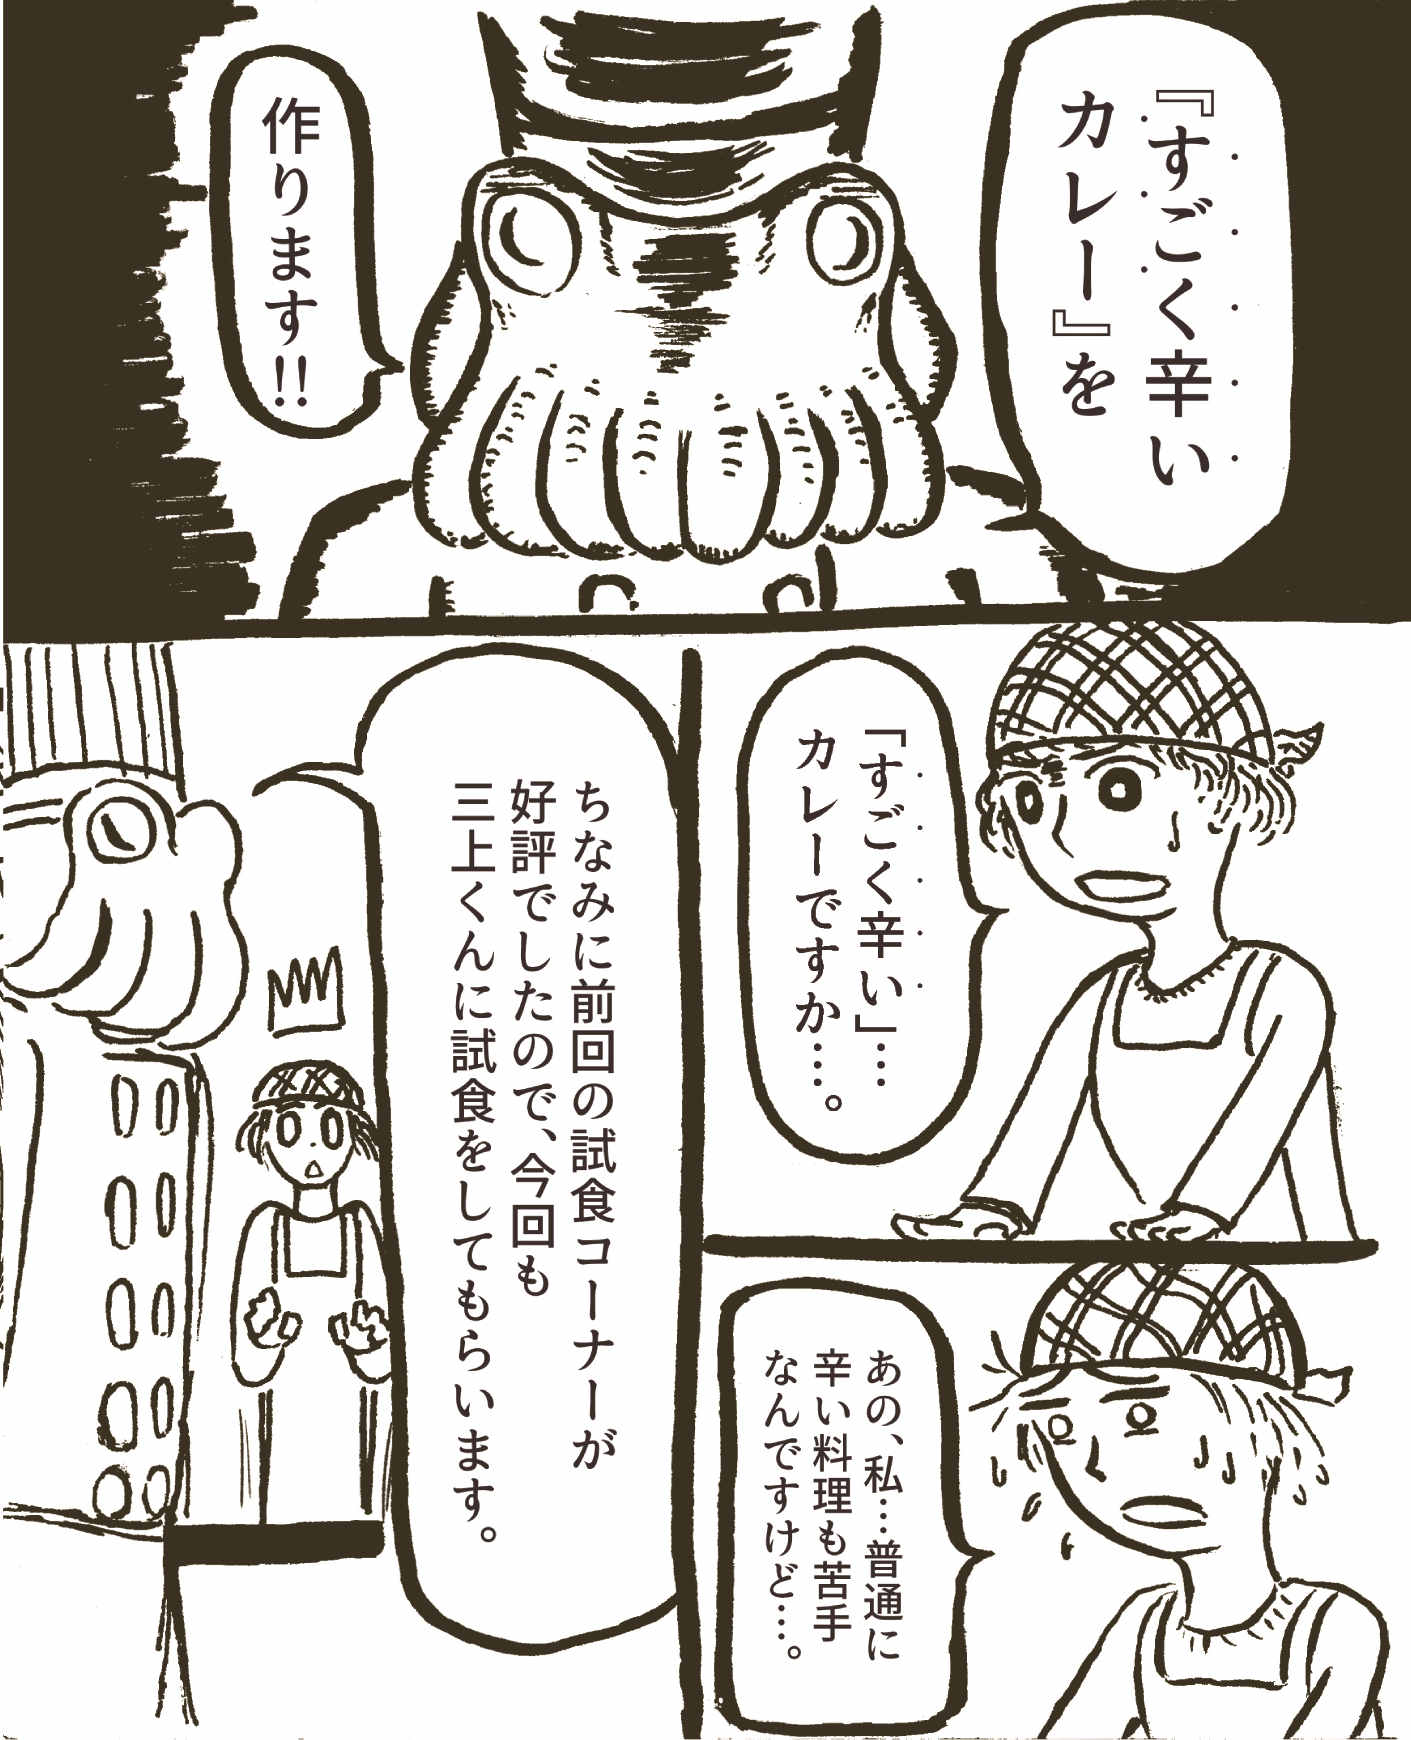 『すごく辛い
カレー』を
作ります!!
「すごく辛い」…
カレーですか…。
あの、私…普通に
辛い料理も苦手
なんですけど…。
ちなみに前回の試食コーナーが
好評でしたので、今回も
三上くんに試食をしてもらいます。